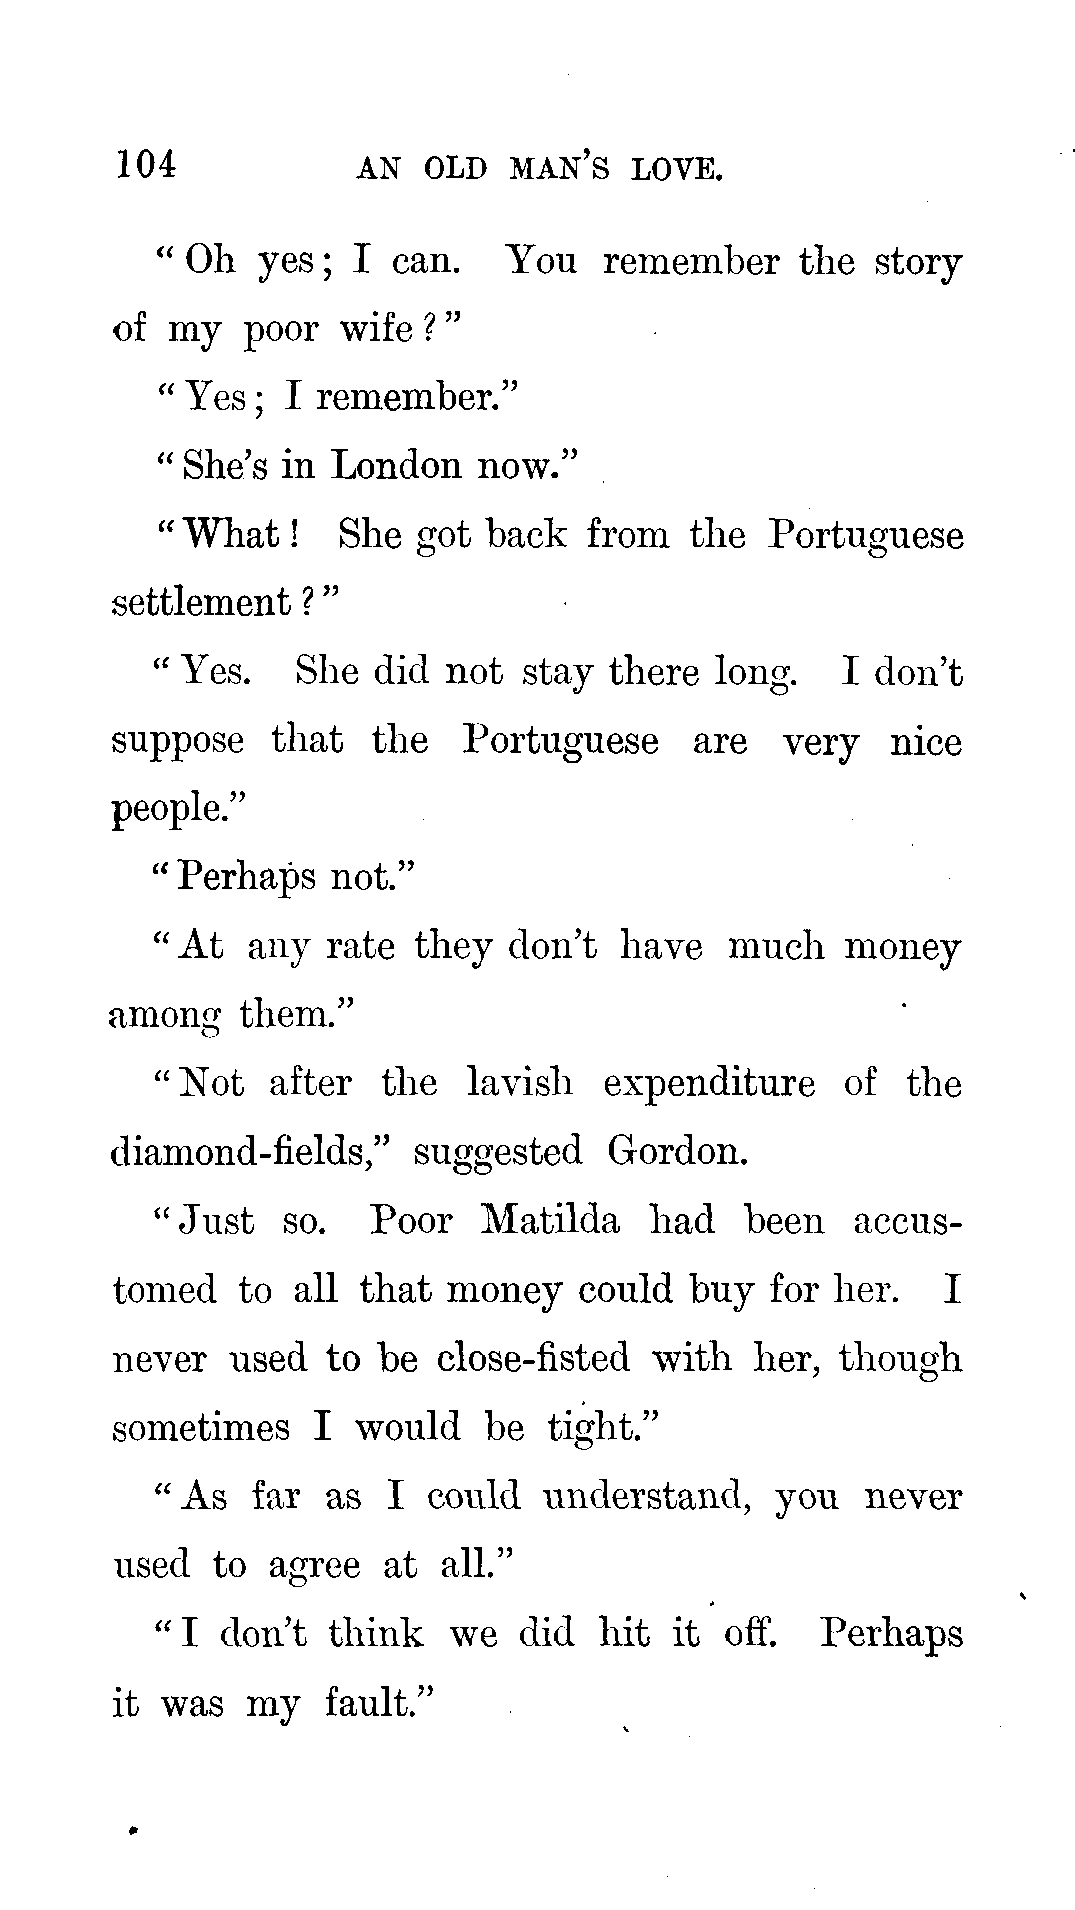 104 AN OLD MAN'S LOVE.
"Oh yes; I can. You remember the story
of my poor wife?"
"Yes; I remember."
"She's in London now."
"What! She got back from the Portuguese
settlement?"
"Yes. She did not stay there long. I don't
suppose that the Portuguese are very nice
people."
"Perhaps not."
"At any rate they don't have much money
among them."
"Not after the lavish expenditure of the
diamond-fields," suggested Gordon.
"Just so. Poor Matilda had been accus-
tomed to all that money could buy for her. I
never used to be close-fisted with her, though
sometimes I would be tight."
"As far as I could understand, you never
used to agree at all."
"I don't think we did hit it off. Perhaps
it was my fault."